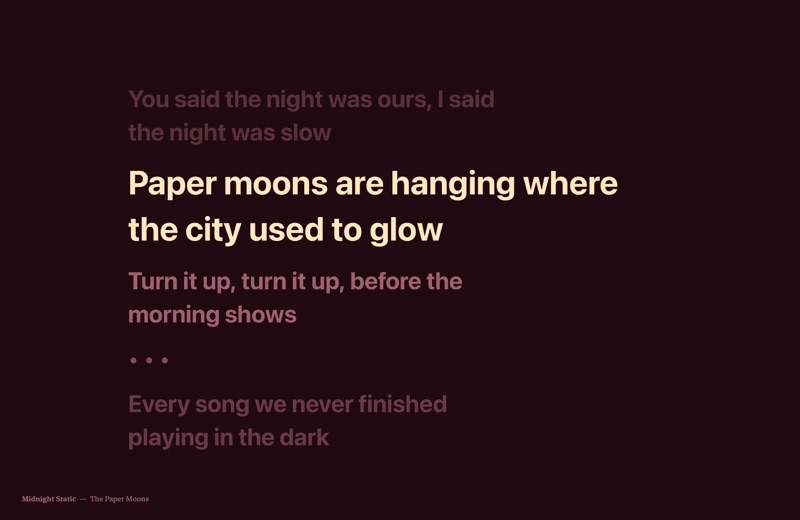 You said the night was ours, I said
the night was slow
Paper moons are hanging where
the city used to glow
Turn it up, turn it up, before the
morning shows
• • •
Every song we never finished
playing in the dark
Midnight Static — The Paper Moons